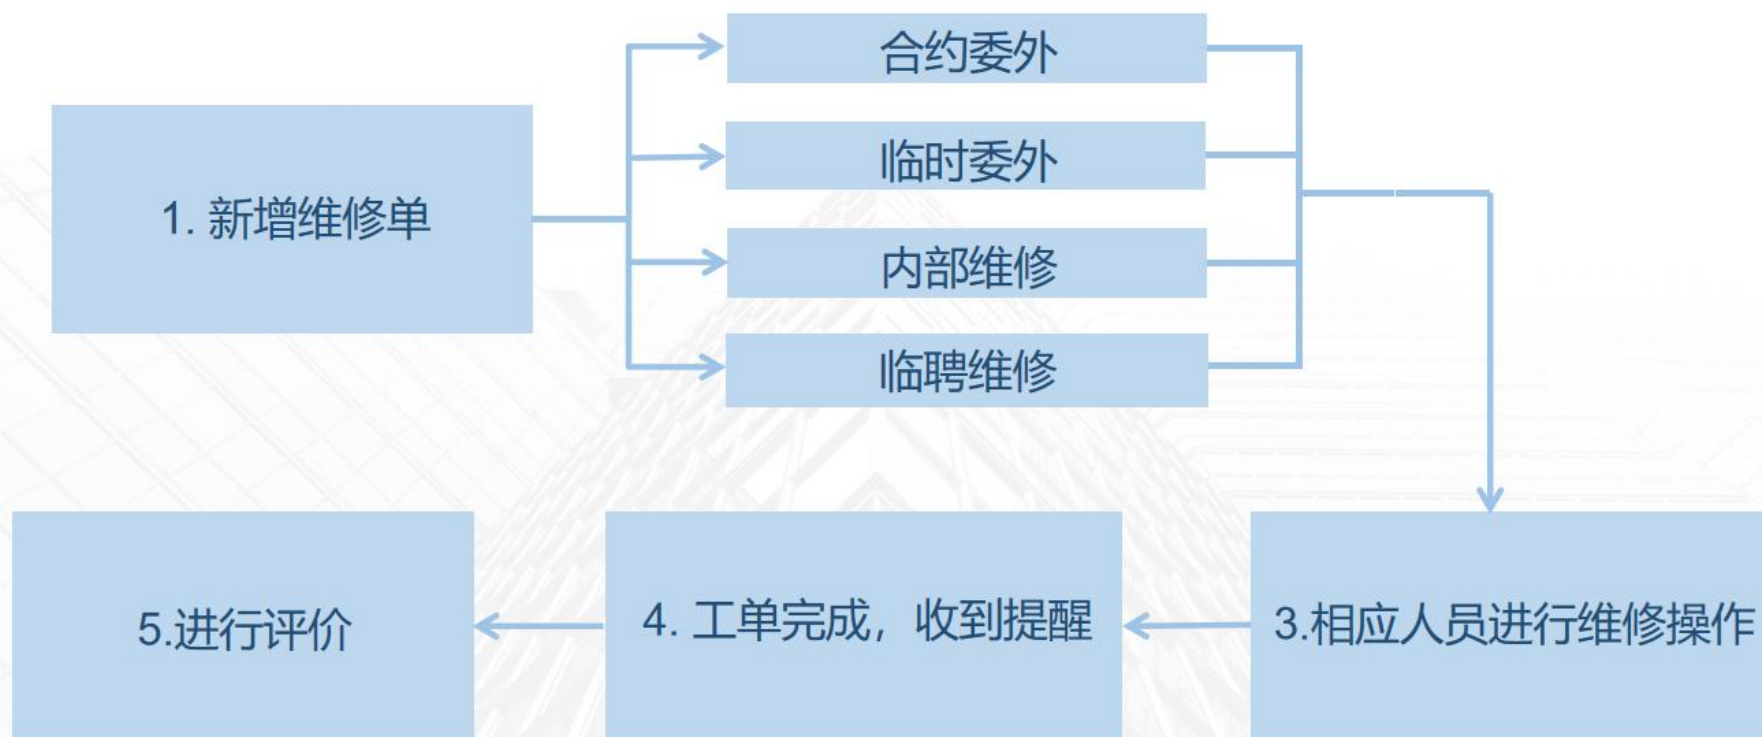 1. 新增维修单
合约委外
临时委外
内部维修
临聘维修
3.相应人员进行维修操作
4. 工单完成，收到提醒
5.进行评价